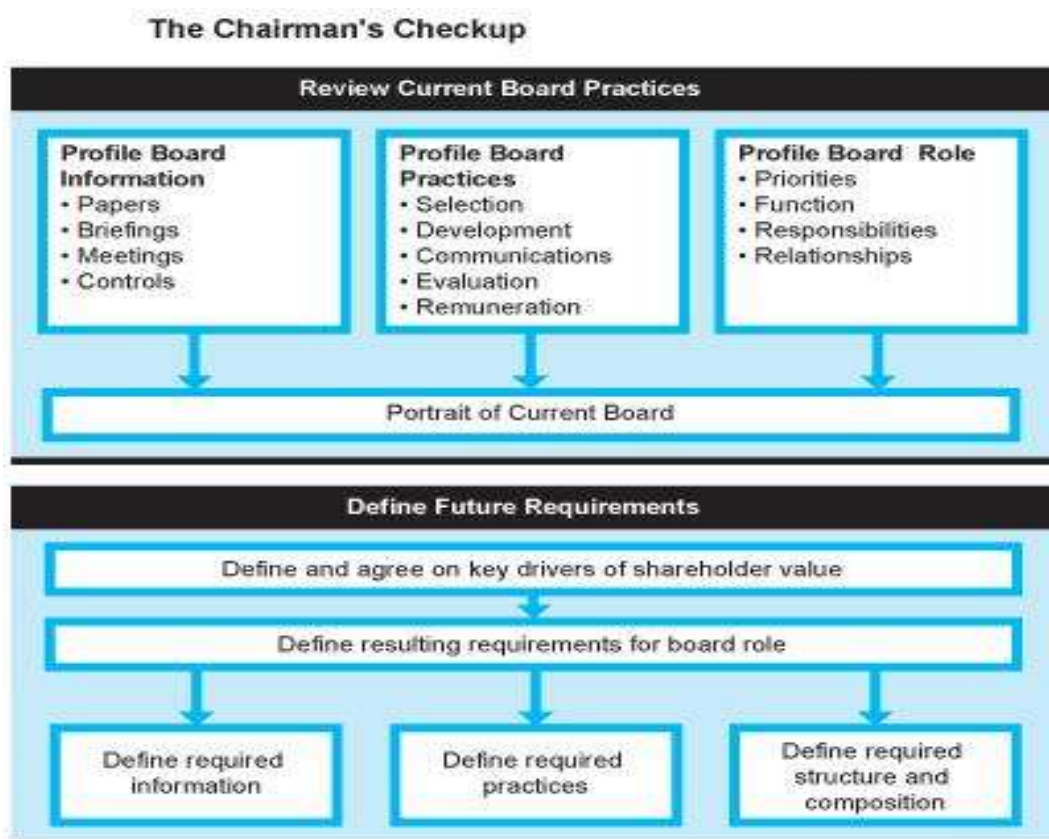 The Chairman's Checkup
Review Current Board Practices
Profile Board
Information
• Papers
• Briefings
• Meetings
• Controls
Profile Board
Practices
• Selection
• Development
• Communications
• Evaluation
• Remuneration
Profile Board Role
• Priorities
• Function
• Responsibilities
• Relationships
Portrait of Current Board
Define Future Requirements
Define and agree on key drivers of shareholder value
Define resulting requirements for board role
Define required
information
Define required
practices
Define required
structure and
composition